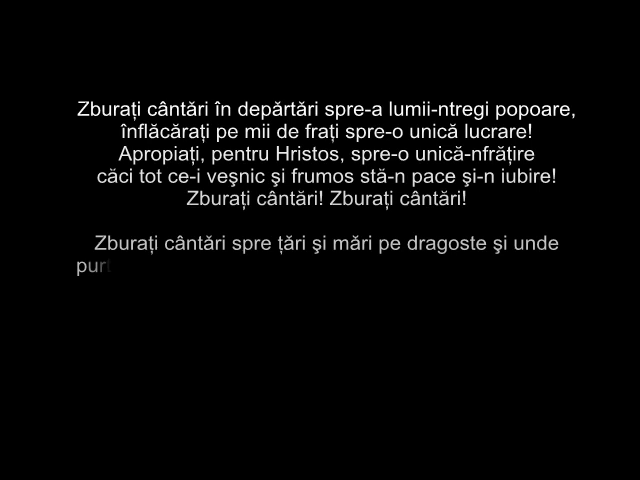 Zburați cântări în depărtări spre-a lumii-ntregi popoare,
înflăcărați pe mii de frați spre-o unică lucrare!
Apropiați, pentru Hristos, spre-o unică-nfrățire
căci tot ce-i veşnic şi frumos stă-n pace şi-n iubire!
Zburați cântări! Zburați cântări!
Zburați cântări spre țări şi mări pe dragoste şi unde